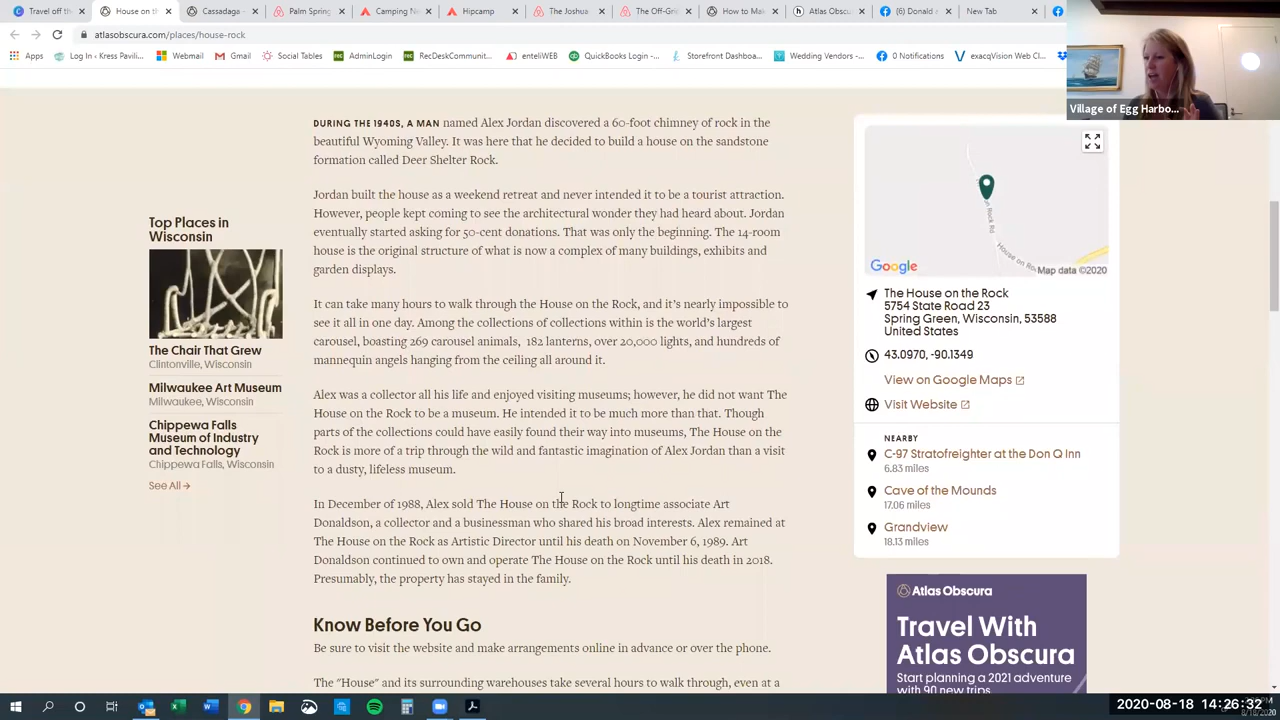 Travel off the
House on the
Cassadaga -
Palm Spring
Camping Ne
Hipcamp
The Joshua
The Off-Gri
How to Mak
Atlas Obscu
(5) Donald e
New Tab
atlasobscura.com/places/house-rock
Apps
Log In ‹ Kress Pavili...
Webmail
Gmail
Social Tables
AdminLogin
RecDeskCommunit...
enteliWEB
QuickBooks Login -...
Storefront Dashboa...
Wedding Vendors -...
0 Notifications
exacqVision Web Cl...
Village of Egg Harbo...
DURING THE 1940S, A MAN named Alex Jordan discovered a 60-foot chimney of rock in the
beautiful Wyoming Valley. It was here that he decided to build a house on the sandstone
formation called Deer Shelter Rock.
Jordan built the house as a weekend retreat and never intended it to be a tourist attraction.
However, people kept coming to see the architectural wonder they had heard about. Jordan
eventually started asking for 50-cent donations. That was only the beginning. The 14-room
house is the original structure of what is now a complex of many buildings, exhibits and
garden displays.
It can take many hours to walk through the House on the Rock, and it's nearly impossible to
see it all in one day. Among the collections of collections within is the world's largest
carousel, boasting 269 carousel animals, 182 lanterns, over 20,000 lights, and hundreds of
mannequin angels hanging from the ceiling all around it.
Alex was a collector all his life and enjoyed visiting museums; however, he did not want The
House on the Rock to be a museum. He intended it to be much more than that. Though
parts of the collections could have easily found their way into museums, The House on the
Rock is more of a trip through the wild and fantastic imagination of Alex Jordan than a visit
to a dusty, lifeless museum.
In December of 1988, Alex sold The House on the Rock to longtime associate Art
Donaldson, a collector and a businessman who shared his broad interests. Alex remained at
The House on the Rock as Artistic Director until his death on November 6, 1989. Art
Donaldson continued to own and operate The House on the Rock until his death in 2018.
Presumably, the property has stayed in the family.
Know Before You Go
Be sure to visit the website and make arrangements online in advance or over the phone.
The "House" and its surrounding warehouses take several hours to walk through, even at a
Top Places in
Wisconsin
The Chair That Grew
Clintonville, Wisconsin
Milwaukee Art Museum
Milwaukee, Wisconsin
Chippewa Falls
Museum of Industry
and Technology
Chippewa Falls, Wisconsin
See All →
Rock Rd
House on Ro
Google
Map data ©2020
The House on the Rock
5754 State Road 23
Spring Green, Wisconsin, 53588
United States
43.0970, -90.1349
View on Google Maps
Visit Website
NEARBY
C-97 Stratofreighter at the Don Q Inn
6.83 miles
Cave of the Mounds
17.06 miles
Grandview
18.13 miles
Atlas Obscura
Travel With
Atlas Obscura
Start planning a 2021 adventure
with 90 new trips
2020-08-18 14:26:32